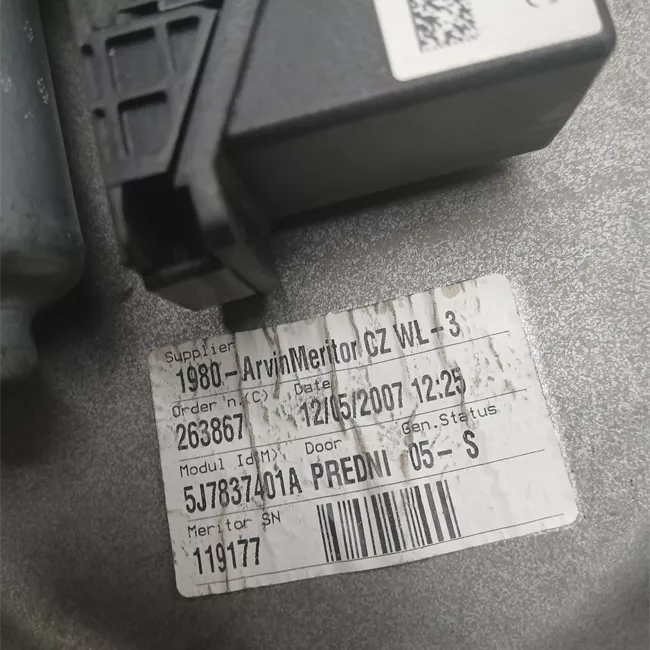 Supplier
1980.-ArvinMeritor CZ WL-3
Order n.(C) Date
263867 12/05/2007 12:25
Modul Id(M) Door Gen.Status
5J7837401A PREDNI 05- S
Meritor SN
119177